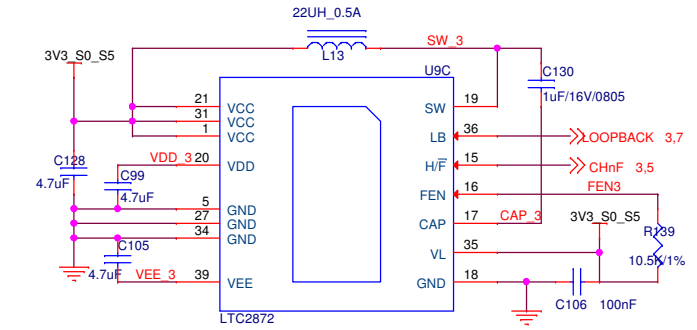 22UH_0.5A
L13
SW_3
3V3_S0_S5
U9C
C130
1uF/16V/0805
21 VCC
31 VCC
1 VCC
SW 19
LB 36 LOOPBACK 3,7
C128
4.7uF
VDD_3 20 VDD
H/F 15 CHnF 3,5
C99
4.7uF
FEN 16 FEN3
5 GND
27 GND
34 GND
CAP 17 CAP_3
3V3_S0_S5
R139
10.5K/1%
C105
4.7uF
VL 35
VEE_3 39 VEE
GND 18
C106 100nF
LTC2872